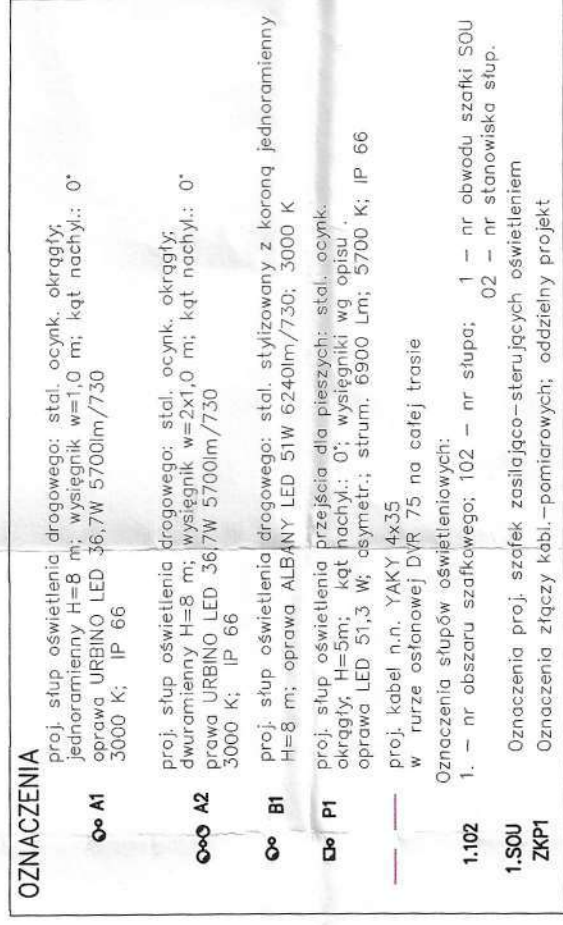 OZNACZENIA
proj. słup oświetlenia drogowego: stal. ocynk. okrągły;
jednoramienny H=8 m; wysięgnik w=1,0 m; kąt nachyl.: 0°
A1 oprawa URBINO LED 36,7W 5700lm/730
3000 K; IP 66
proj. słup oświetlenia drogowego: stal. ocynk. okrągły;
dwuramienny H=8 m; wysięgnik w=2x1,0 m; kąt nachyl.: 0°
A2 prawa URBINO LED 36,7W 5700lm/730
3000 K; IP 66
B1 proj. słup oświetlenia drogowego: stal. stylizowany z koroną jednoramienny
H=8 m; oprawa ALBANY LED 51W 6240lm/730; 3000 K
P1 proj. słup oświetlenia przejścia dla pieszych: stal. ocynk.
okrągły; H=5m; kąt nachyl.: 0°; wysięgniki wg opisu .
oprawa LED 51,3 W; asymetr.; strum. 6900 Lm; 5700 K; IP 66
proj. kabel n.n. YAKY 4x35
w rurze osłonowej DVR 75 na całej trasie
Oznaczenia słupów oświetleniowych:
1.102 1. – nr obszaru szafkowego; 102 – nr słupa; 1 – nr obwodu szafki SOU
02 – nr stanowiska słup.
1.SOU Oznaczenia proj. szafek zasilająco–sterujących oświetleniem
ZKP1 Oznaczenia złączy kabl.–pomiarowych; oddzielny projekt